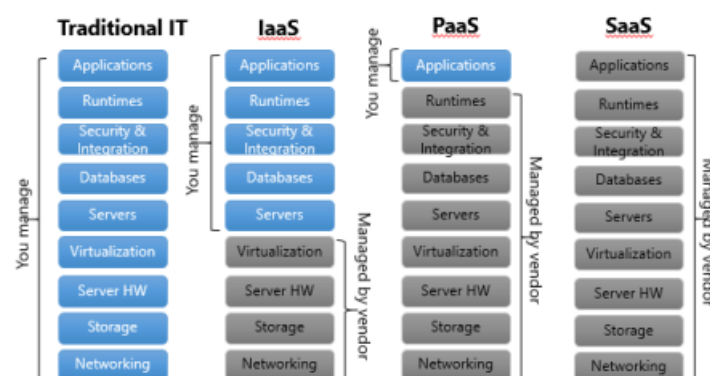 Traditional IT
IaaS
PaaS
SaaS
You manage
Applications
Runtimes
Security &
Integration
Databases
Servers
Virtualization
Server HW
Storage
Networking
You manage
Applications
Runtimes
Security &
Integration
Databases
Servers
Virtualization
Server HW
Storage
Networking
Managed by vendor
You manage
Applications
Runtimes
Security &
Integration
Databases
Servers
Virtualization
Server HW
Storage
Networking
Managed by vendor
Applications
Runtimes
Security &
Integration
Databases
Servers
Virtualization
Server HW
Storage
Networking
Managed by vendor